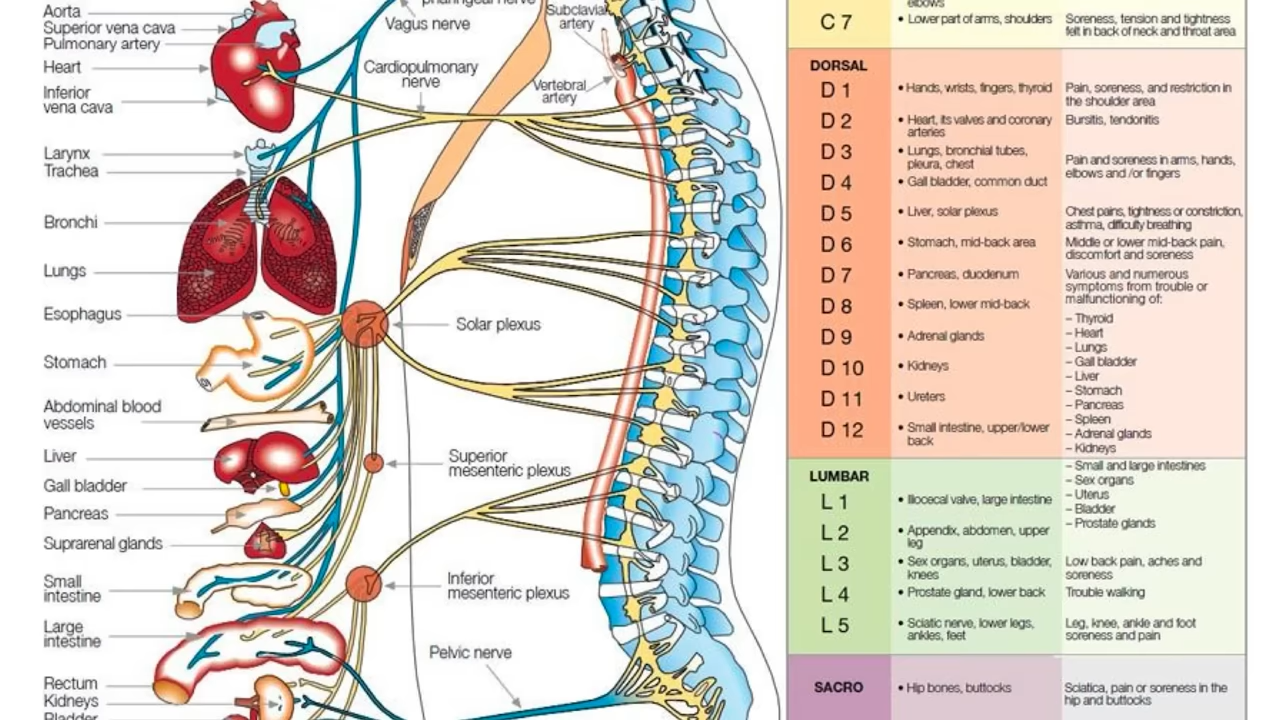 Aorta
Superior vena cava
Pulmonary artery
Heart
Inferior
vena cava
Larynx
Trachea
Bronchi
Lungs
Esophagus
Stomach
Abdominal blood
vessels
Liver
Gall bladder
Pancreas
Suprarenal glands
Small
intestine
Large
intestine
Rectum
Kidneys
Bladder
pharyngeal nerve
Vagus nerve
Cardiopulmonary
nerve
Subclavian
artery
Vertebral
artery
Solar plexus
Superior
mesenteric plexus
Inferior
mesenteric plexus
Pelvic nerve
elbows
C 7
• Lower part of arms, shoulders
Soreness, tension and tightness
felt in back of neck and throat area
DORSAL
D 1
• Hands, wrists, fingers, thyroid
Pain, soreness, and restriction in
the shoulder area
D 2
• Heart, its valves and coronary
arteries
Bursitis, tendonitis
D 3
• Lungs, bronchial tubes,
pleura, chest
Pain and soreness in arms, hands,
elbows and /or fingers
D 4
• Gall bladder, common duct
D 5
• Liver, solar plexus
Chest pains, tightness or constriction,
asthma, difficulty breathing
D 6
• Stomach, mid-back area
Middle or lower mid-back pain,
discomfort and soreness
D 7
• Pancreas, duodenum
Various and numerous
symptoms from trouble or
malfunctioning of:
D 8
• Spleen, lower mid-back
– Thyroid
– Heart
D 9
• Adrenal glands
– Lungs
– Gall bladder
D 10
• Kidneys
– Liver
– Stomach
D 11
• Ureters
– Pancreas
– Spleen
D 12
• Small intestine, upper/lower
back
– Adrenal glands
– Kidneys
LUMBAR
– Small and large intestines
– Sex organs
L 1
• Iliocecal valve, large intestine
– Uterus
– Bladder
– Prostate glands
L 2
• Appendix, abdomen, upper
leg
L 3
• Sex organs, uterus, bladder,
knees
Low back pain, aches and
soreness
L 4
• Prostate gland, lower back
Trouble walking
L 5
• Sciatic nerve, lower legs,
ankles, feet
Leg, knee, ankle and foot
soreness and pain
SACRO
• Hip bones, buttocks
Sciatica, pain or soreness in the
hip and buttocks